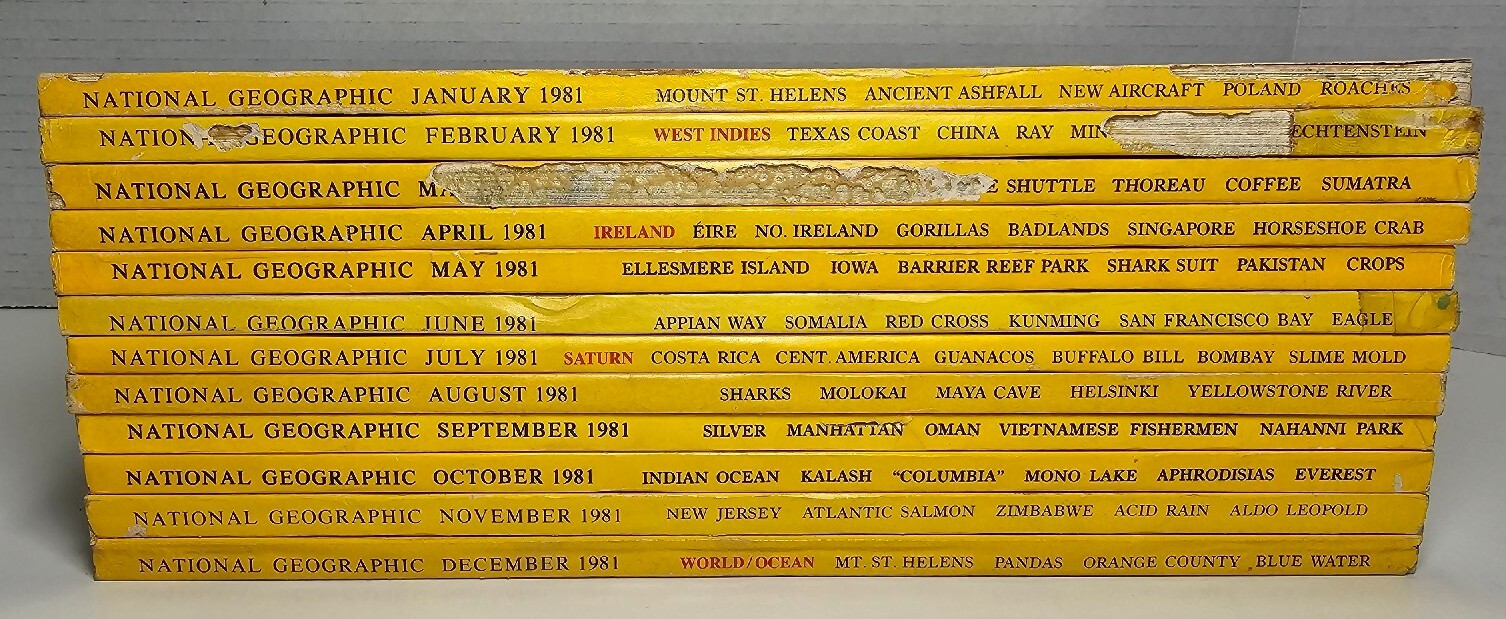 NATIONAL GEOGRAPHIC JANUARY 1981 MOUNT ST. HELENS ANCIENT ASHFALL NEW AIRCRAFT POLAND ROACHES
GEOGRAPHIC FEBRUARY 1981 WEST INDIES TEXAS COAST CHINA RAY
NATIONAL GEOGRAPHIC SHUTTLE THOREAU COFFEE SUMATRA
NATIONAL GEOGRAPHIC APRIL 1981 IRELAND ÉIRE NO. IRELAND GORILLAS BADLANDS SINGAPORE HORSESHOE CRAB
NATIONAL GEOGRAPHIC MAY 1981 ELLESMERE ISLAND IOWA BARRIER REEF PARK SHARK SUIT PAKISTAN CROPS
NATIONAL GEOGRAPHIC JUNE 1981 APPIAN WAY SOMALIA RED CROSS KUNMING SAN FRANCISCO BAY EAGLE
NATIONAL GEOGRAPHIC JULY 1981 SATURN COSTA RICA CENT. AMERICA GUANACOS BUFFALO BILL BOMBAY SLIME MOLD
NATIONAL GEOGRAPHIC AUGUST 1981 SHARKS MOLOKAI MAYA CAVE HELSINKI YELLOWSTONE RIVER
NATIONAL GEOGRAPHIC SEPTEMBER 1981 SILVER MANHATTAN OMAN VIETNAMESE FISHERMEN NAHANNI PARK
NATIONAL GEOGRAPHIC OCTOBER 1981 INDIAN OCEAN KALASH “COLUMBIA” MONO LAKE APHRODISIAS EVEREST
NATIONAL GEOGRAPHIC NOVEMBER 1981 NEW JERSEY ATLANTIC SALMON ZIMBABWE ACID RAIN ALDO LEOPOLD
NATIONAL GEOGRAPHIC DECEMBER 1981 WORLD/OCEAN MT. ST. HELENS PANDAS ORANGE COUNTY BLUE WATER